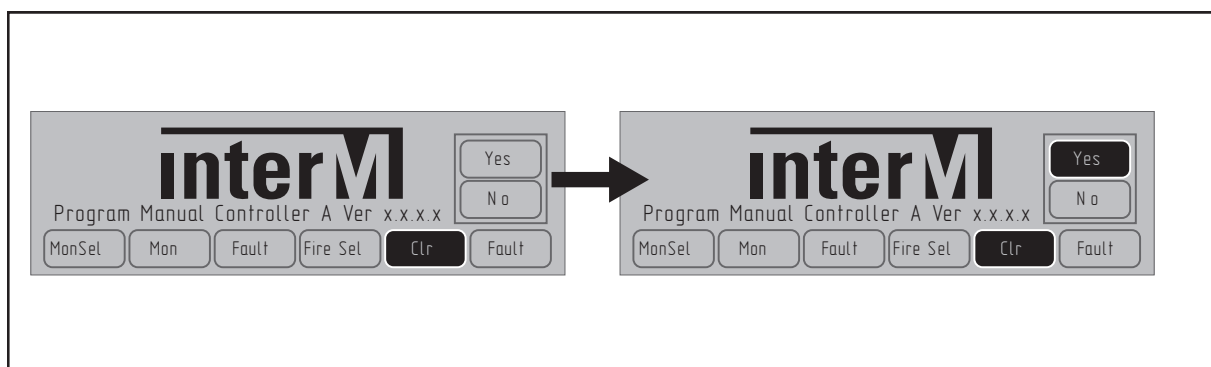 interM
Yes
No
Program Manual Controller A Ver x.x.x.x
MonSel Mon Fault Fire Sel Clr Fault
interM
Yes
No
Program Manual Controller A Ver x.x.x.x
MonSel Mon Fault Fire Sel Clr Fault